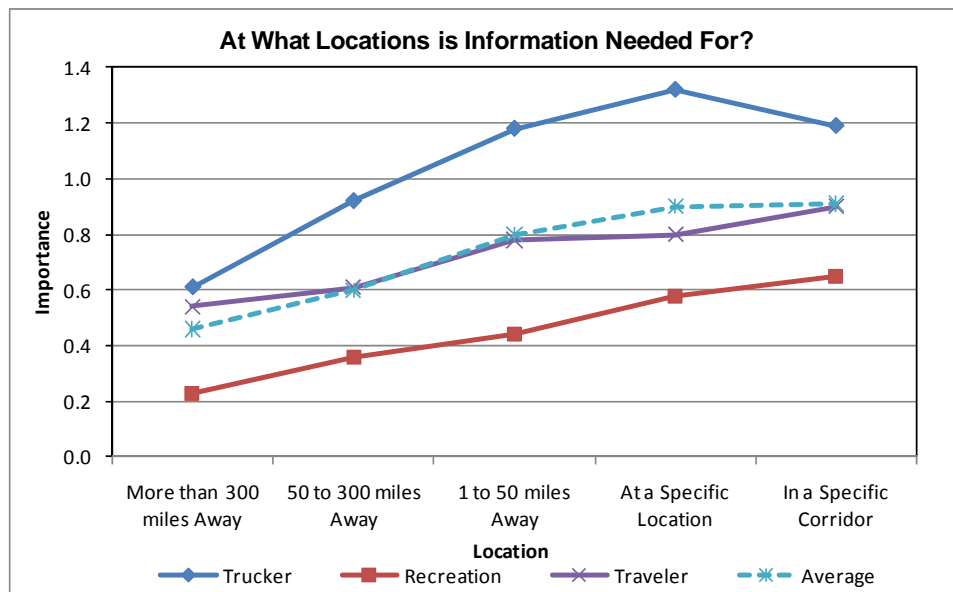 At What Locations is Information Needed For?
1.4
1.2
1.0
0.8
0.6
0.4
0.2
0.0
Importance
More than 300
miles Away
50 to 300 miles
Away
1 to 50 miles
Away
At a Specific
Location
In a Specific
Corridor
Location
Trucker
Recreation
Traveler
Average